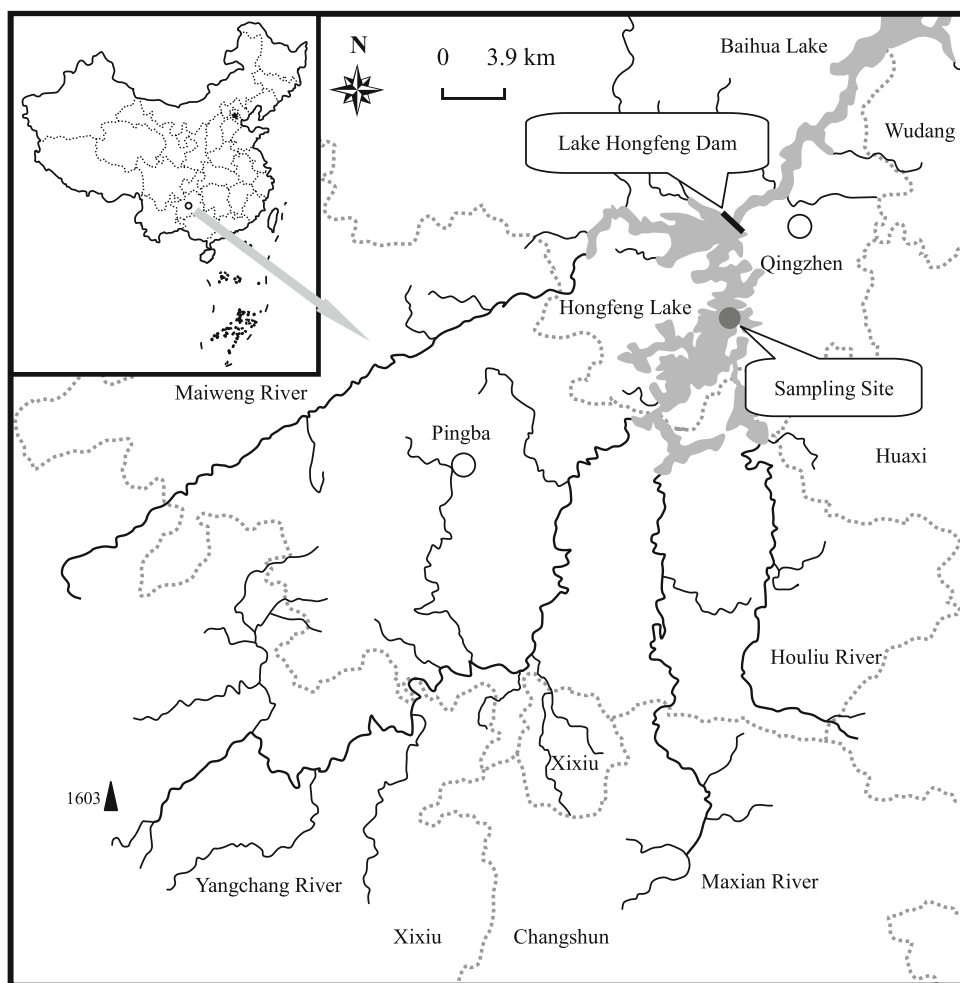 N
0 3.9 km
Baihua Lake
Wudang
Lake Hongfeng Dam
Qingzhen
Hongfeng Lake
Sampling Site
Maiweng River
Pingba
Huaxi
Houliu River
Xixiu
1603
Yangchang River
Maxian River
Xixiu
Changshun